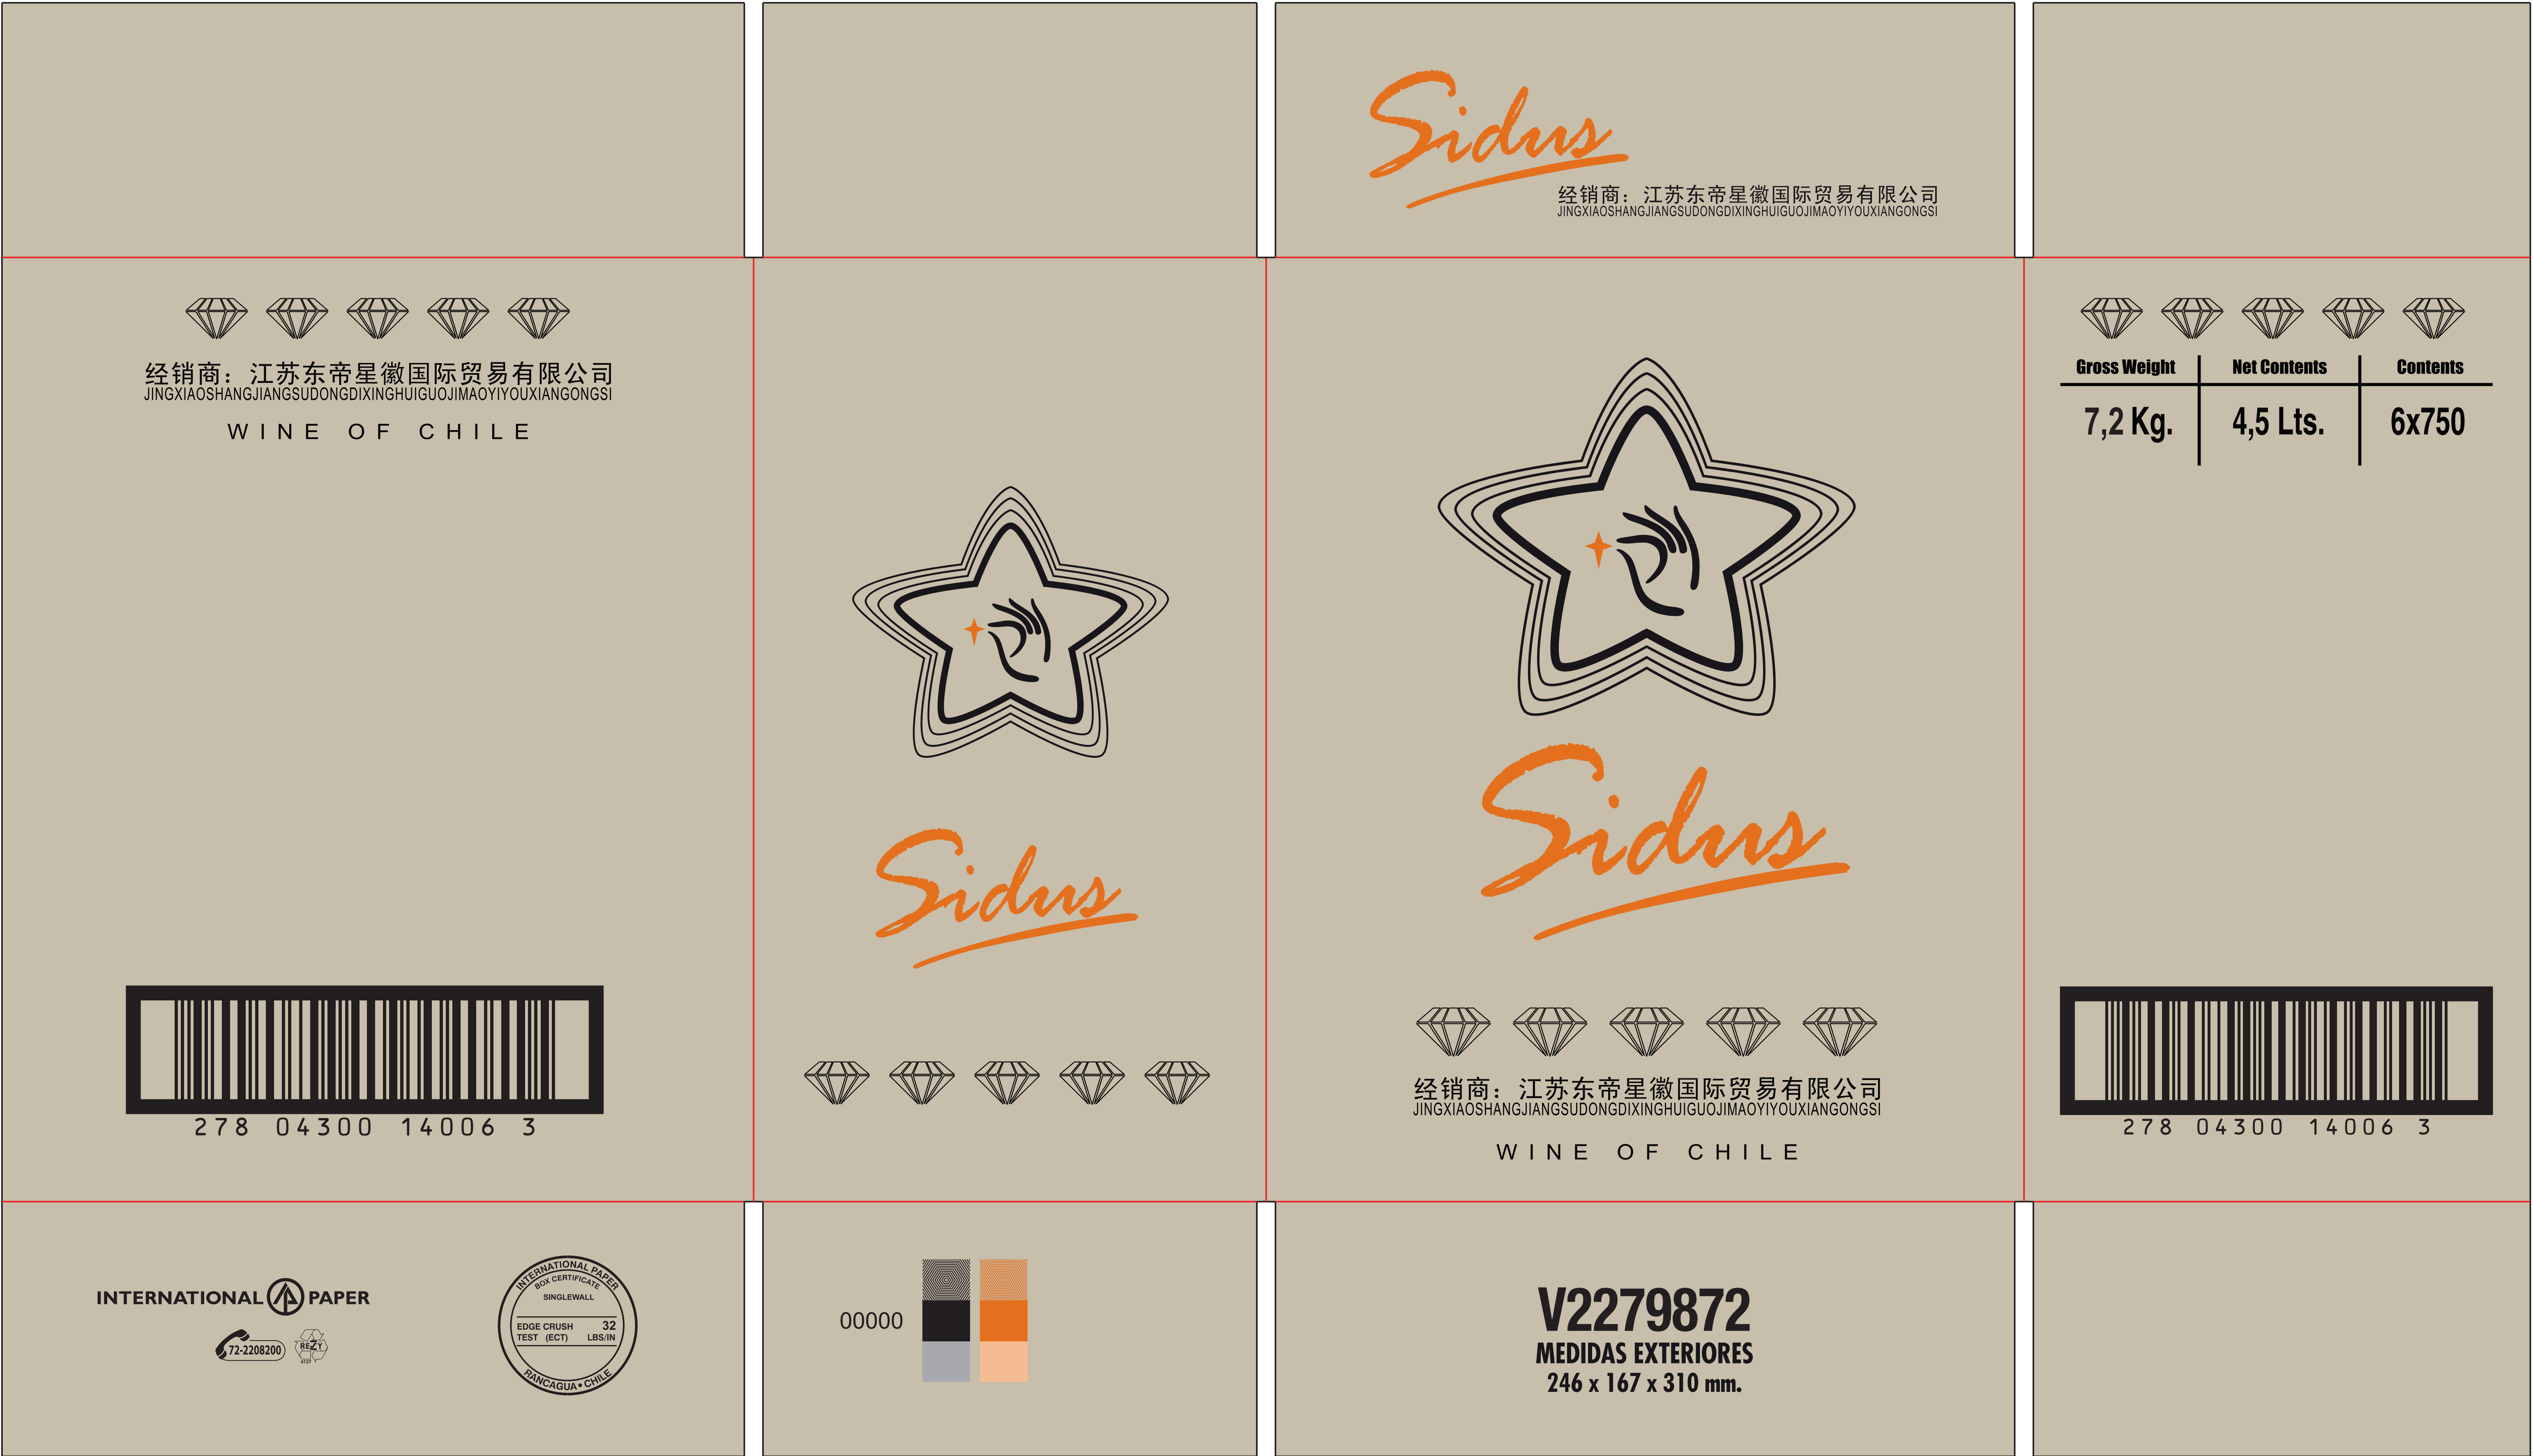 Sidus
经销商：江苏东帝星徽国际贸易有限公司
JINGXIAOSHANGJIANGSUDONGDIXINGHUIGUOJIMAOYIYOUXIANGONGSI
经销商：江苏东帝星徽国际贸易有限公司
JINGXIAOSHANGJIANGSUDONGDIXINGHUIGUOJIMAOYIYOUXIANGONGSI
WINE OF CHILE
278 04300 14006 3
Sidus
Sidus
经销商：江苏东帝星徽国际贸易有限公司
JINGXIAOSHANGJIANGSUDONGDIXINGHUIGUOJIMAOYIYOUXIANGONGSI
WINE OF CHILE
Gross Weight Net Contents Contents
7,2 Kg. 4,5 Lts. 6x750
278 04300 14006 3
INTERNATIONAL PAPER
72-2208200
REZY
4127
INTERNATIONAL PAPER
BOX CERTIFICATE
SINGLEWALL
EDGE CRUSH 32
TEST (ECT) LBS/IN
RANCAGUA • CHILE
00000
V2279872
MEDIDAS EXTERIORES
246 x 167 x 310 mm.